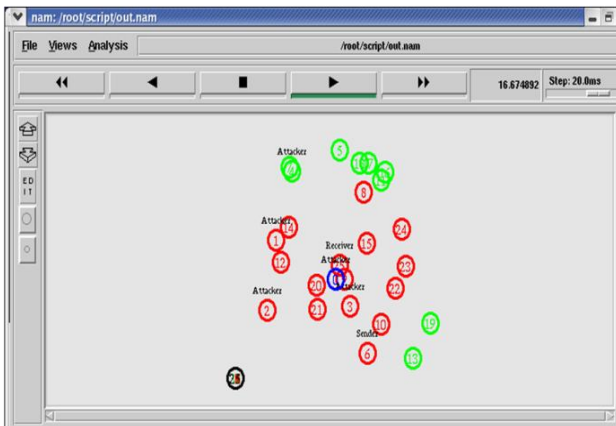 nam: /root/script/out.nam
File Views Analysis /root/script/out.nam
16.674892 Step: 20.0ms
ED
IT
Attacker
5
8
Attacker
14
24
1
Receiver
15
12
Attacker
23
20
Attacker
22
Attacker
2
21
3
10
19
Sender
6
13